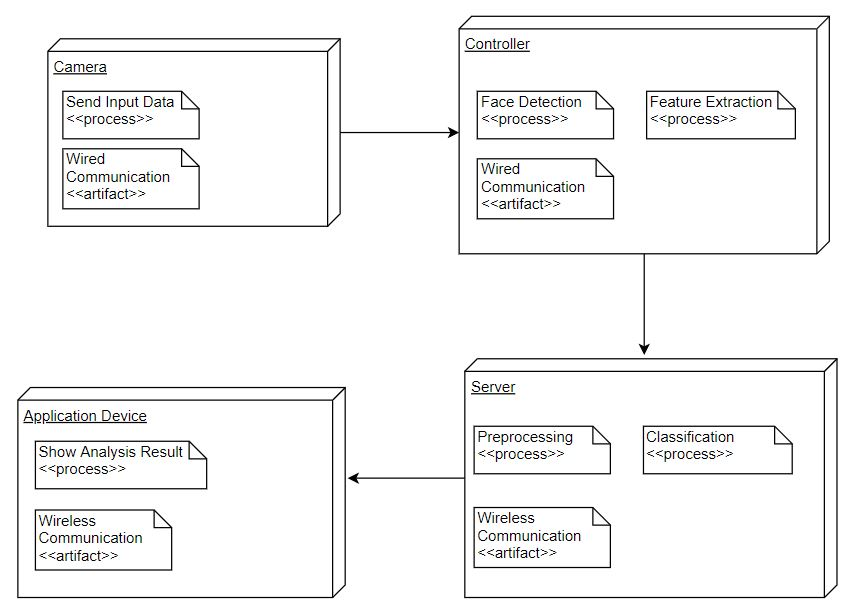 Camera
Send Input Data
<<process>>
Wired
Communication
<<artifact>>
Controller
Face Detection
<<process>>
Feature Extraction
<<process>>
Wired
Communication
<<artifact>>
Application Device
Show Analysis Result
<<process>>
Wireless
Communication
<<artifact>>
Server
Preprocessing
<<process>>
Classification
<<process>>
Wireless
Communication
<<artifact>>